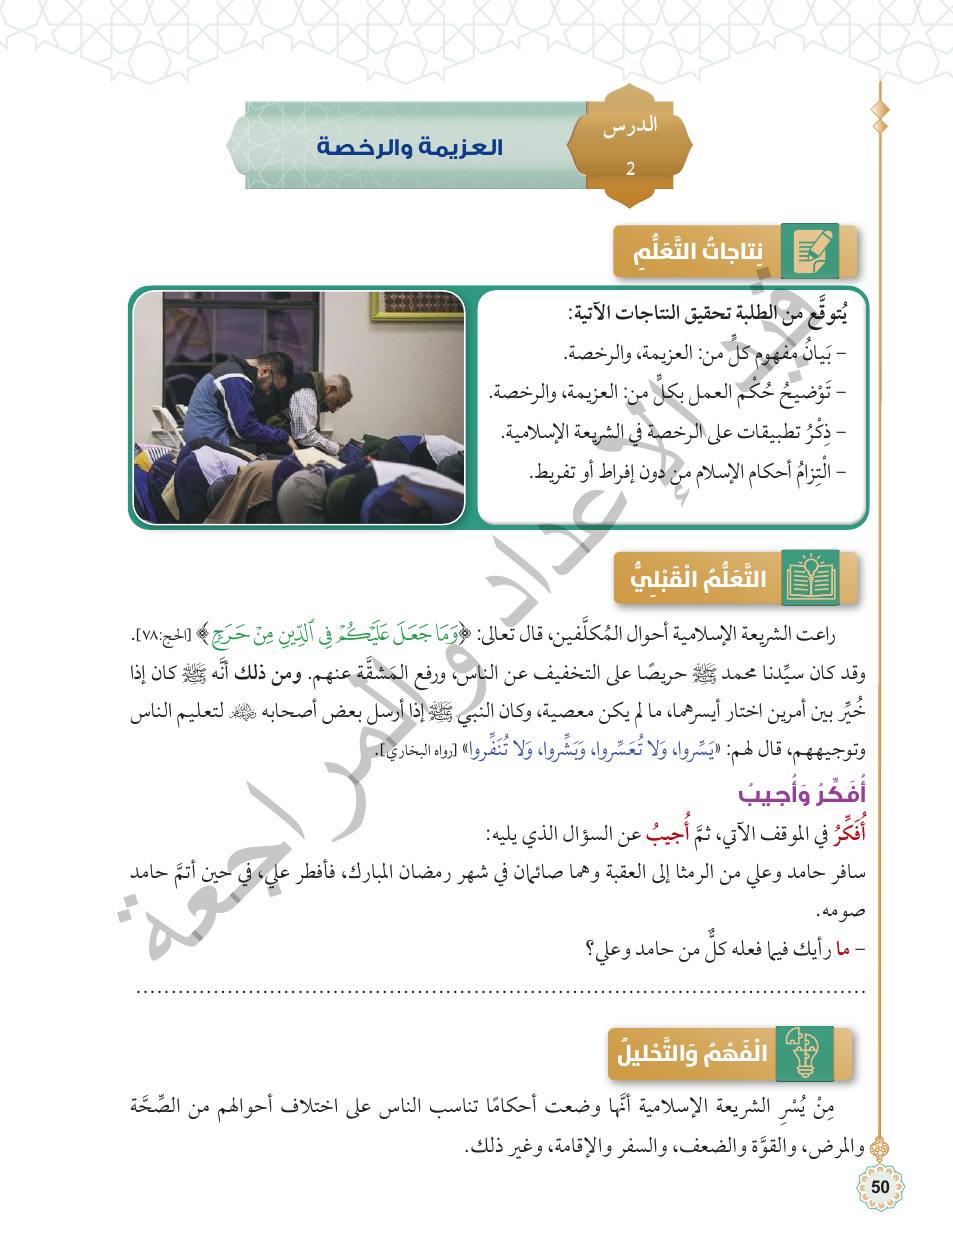 الدرس
2
العزيمة والرخصة
نِتاجاتُ التَّعَلُّمِ
يُتوقَّع من الطلبة تحقيق النتاجات الآتية:
- بَيانُ مفهوم كلٍّ من: العزيمة، والرخصة.
- تَوْضيحُ حُكْم العمل بكلٍّ من: العزيمة، والرخصة.
- ذِكْرُ تطبيقات على الرخصة في الشريعة الإسلامية.
- الْتِزامُ أحكام الإسلام من دون إفراط أو تفريط.
التَّعَلُّمُ الْقَبْلِيُّ
راعت الشريعة الإسلامية أحوال المُكلَّفين، قال تعالى: ﴿وَمَا جَعَلَ عَلَيْكُمْ فِي ٱلدِّينِ مِنْ حَرَجٍ﴾ [الحج:٧٨].
وقد كان سيِّدنا محمد ﷺ حريصًا على التخفيف عن الناس، ورفع المَشقَّة عنهم. ومن ذلك أنَّه ﷺ كان إذا
خُيِّر بين أمرين اختار أيسرهما، ما لم يكن معصية، وكان النبي ﷺ إذا أرسل بعض أصحابه لتعليم الناس
وتوجيههم، قال لهم: «يَسِّروا، وَلا تُعَسِّروا، وَبَشِّروا، وَلا تُنَفِّروا» [رواه البخاري].
أُفَكِّرُ وَأُجيبُ
أُفَكِّرُ في الموقف الآتي، ثمَّ أُجيبُ عن السؤال الذي يليه:
سافر حامد وعلي من الرمثا إلى العقبة وهما صائمان في شهر رمضان المبارك، فأفطر علي، في حين أتمَّ حامد
صومه.
- ما رأيك فيما فعله كلٌّ من حامد وعلي؟
الْفَهْمُ وَالتَّحْليلُ
مِنْ يُسْرِ الشريعة الإسلامية أنَّها وضعت أحكامًا تناسب الناس على اختلاف أحوالهم من الصِّحَّة
والمرض، والقوَّة والضعف، والسفر والإقامة، وغير ذلك.
50
قيد الإعداد والمراجعة